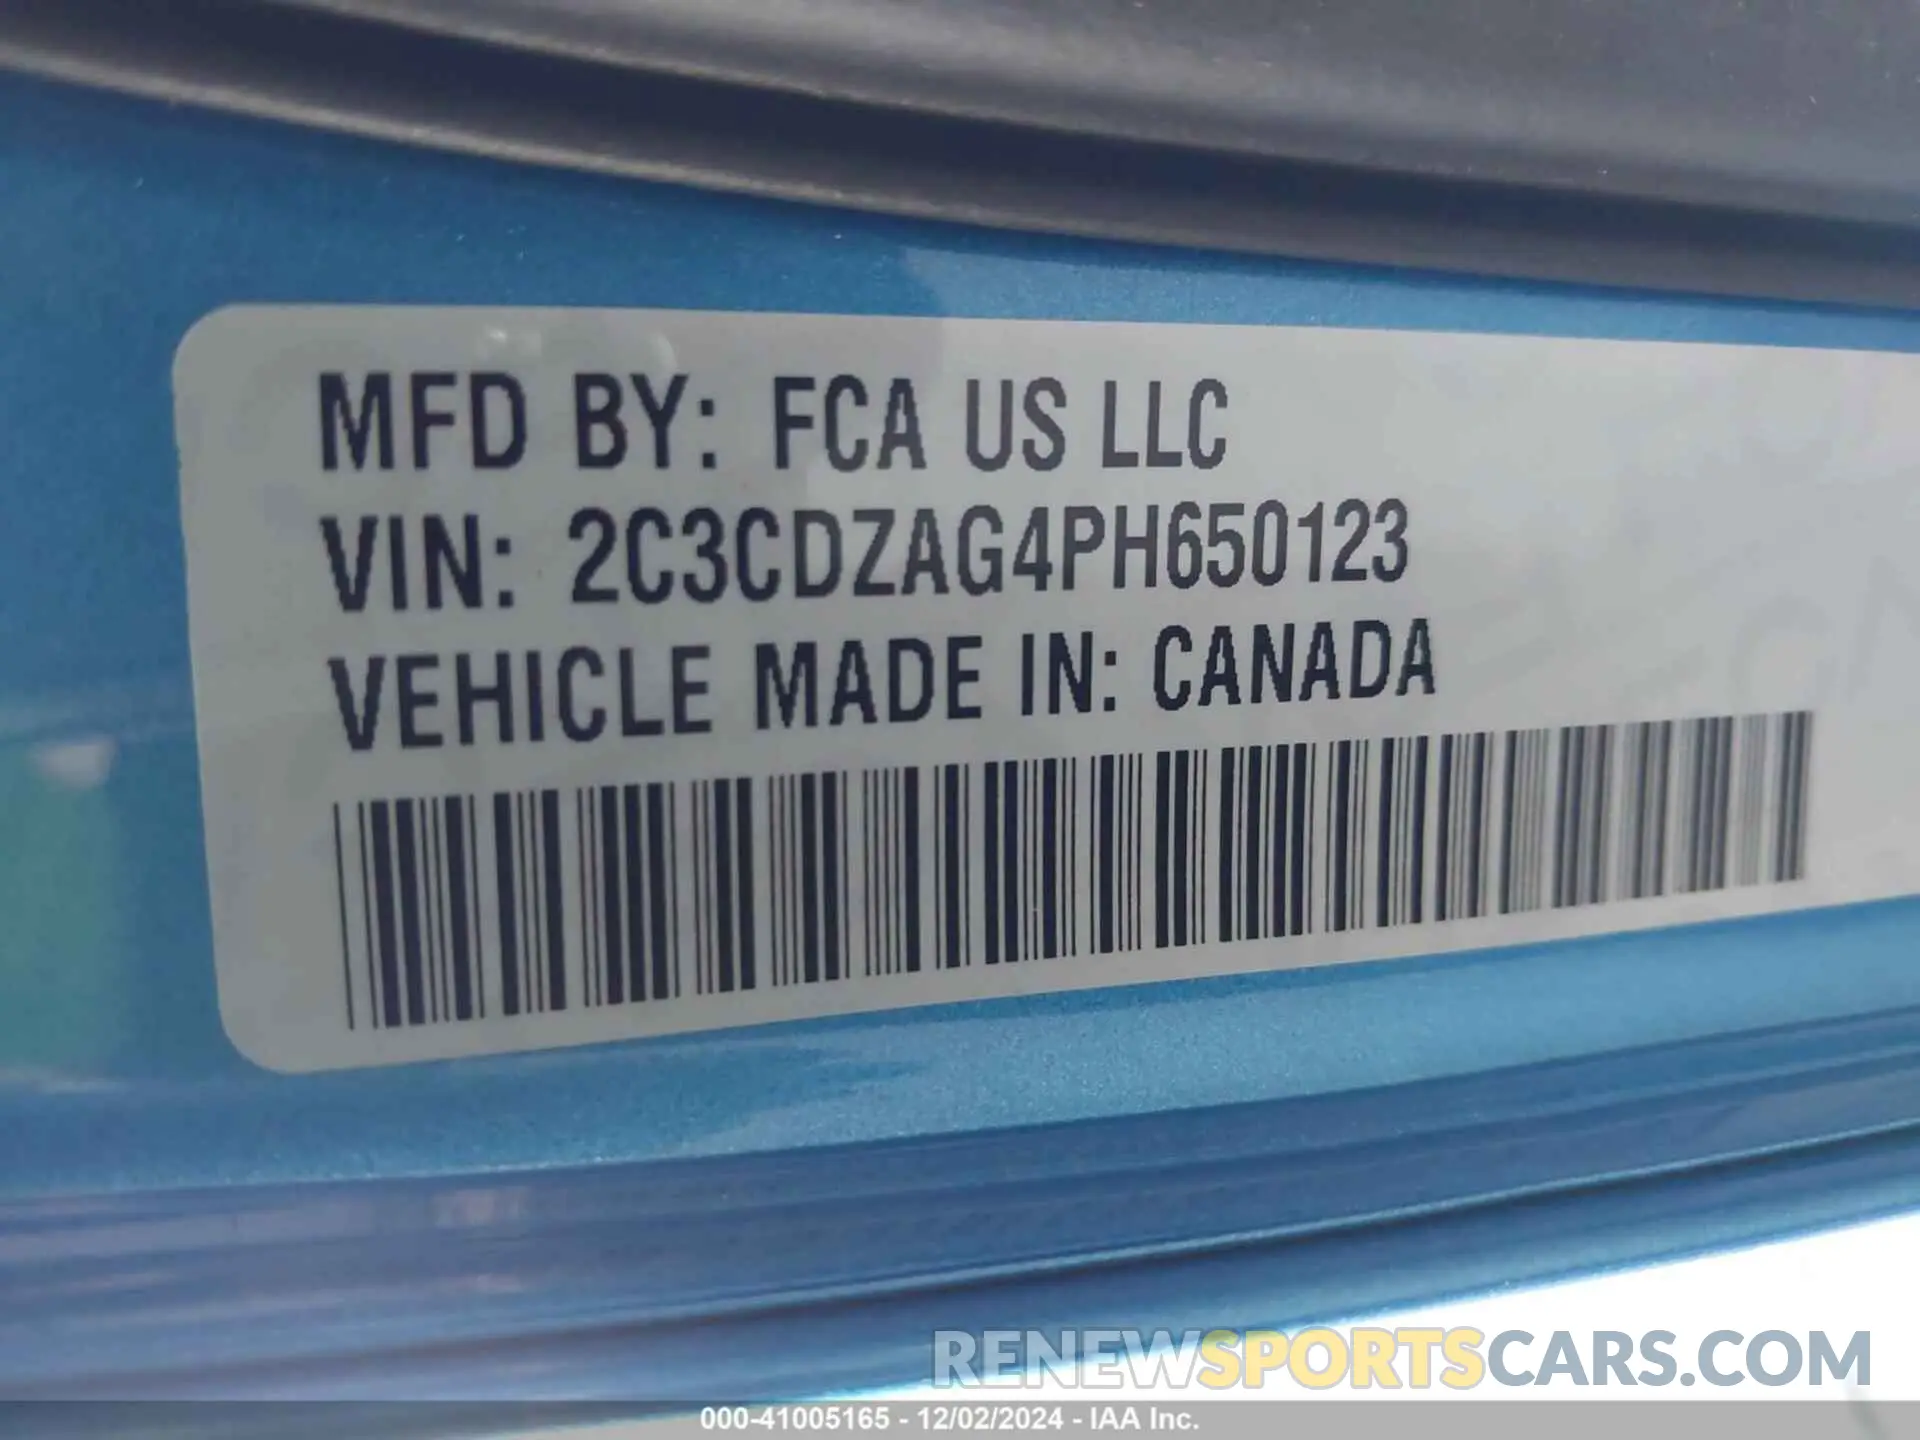 MFD BY: FCA US LLC
VIN: 2C3CDZAG4PH650123
VEHICLE MADE IN: CANADA
RENEWSPORTSCARS.COM
000-41005165 - 12/02/2024 - IAA Inc.